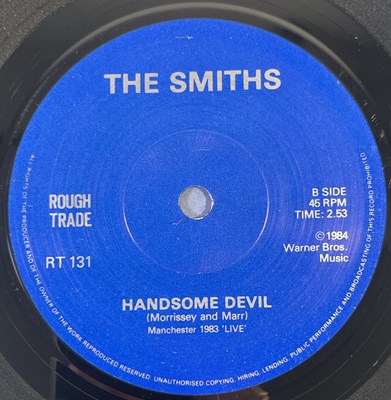 THE SMITHS
ROUGH
TRADE
RT 131
B SIDE
45 RPM
TIME: 2.53
©1984
Warner Bros.
Music
HANDSOME DEVIL
(Morrissey and Marr)
Manchester 1983 'LIVE'
ALL RIGHTS OF THE PRODUCER AND OF THE OWNER OF THE WORK REPRODUCED RESERVED UNAUTHORISED COPYING, HIRING, LENDING, PUBLIC PERFORMANCE AND BROADCASTING OF THIS RECORD PROHIBITED